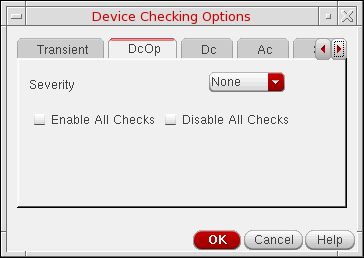 Device Checking Options
Transient DcOp Dc Ac
Severity None
Enable All Checks Disable All Checks
OK Cancel Help